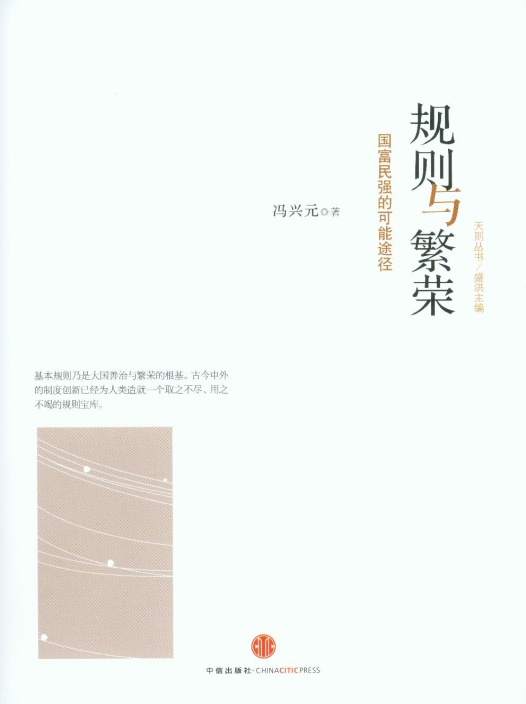 规则与繁荣
国富民强的可能途径
天则丛书/盛洪主编
冯兴元◎著
基本规则乃是大国善治与繁荣的根基。古今中外
的制度创新已经为人类造就一个取之不尽、用之
不竭的规则宝库。
中信出版社·CHINACITICPRESS